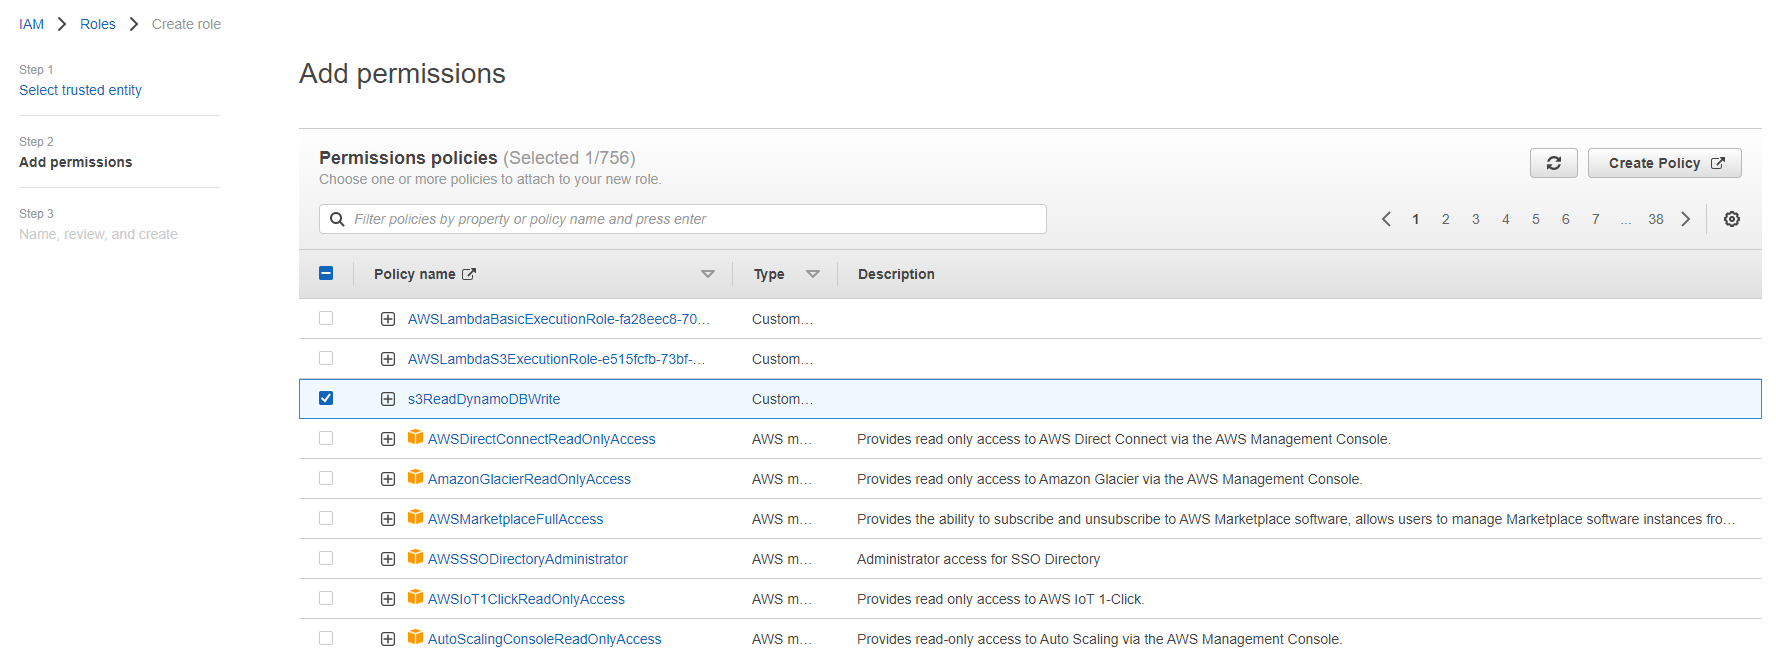 IAM > Roles > Create role
Step 1
Select trusted entity
Step 2
Add permissions
Step 3
Name, review, and create
Add permissions
Permissions policies (Selected 1/756)
Choose one or more policies to attach to your new role.
Create Policy
Filter policies by property or policy name and press enter
< 1 2 3 4 5 6 7 ... 38 >
Policy name Type Description
AWSLambdaBasicExecutionRole-fa28eec8-70... Custom...
AWSLambdaS3ExecutionRole-e515fcfb-73bf-... Custom...
s3ReadDynamoDBWrite Custom...
AWSDirectConnectReadOnlyAccess AWS m... Provides read only access to AWS Direct Connect via the AWS Management Console.
AmazonGlacierReadOnlyAccess AWS m... Provides read only access to Amazon Glacier via the AWS Management Console.
AWSMarketplaceFullAccess AWS m... Provides the ability to subscribe and unsubscribe to AWS Marketplace software, allows users to manage Marketplace software instances fro...
AWSSSODirectoryAdministrator AWS m... Administrator access for SSO Directory
AWSIoT1ClickReadOnlyAccess AWS m... Provides read only access to AWS IoT 1-Click.
AutoScalingConsoleReadOnlyAccess AWS m... Provides read-only access to Auto Scaling via the AWS Management Console.